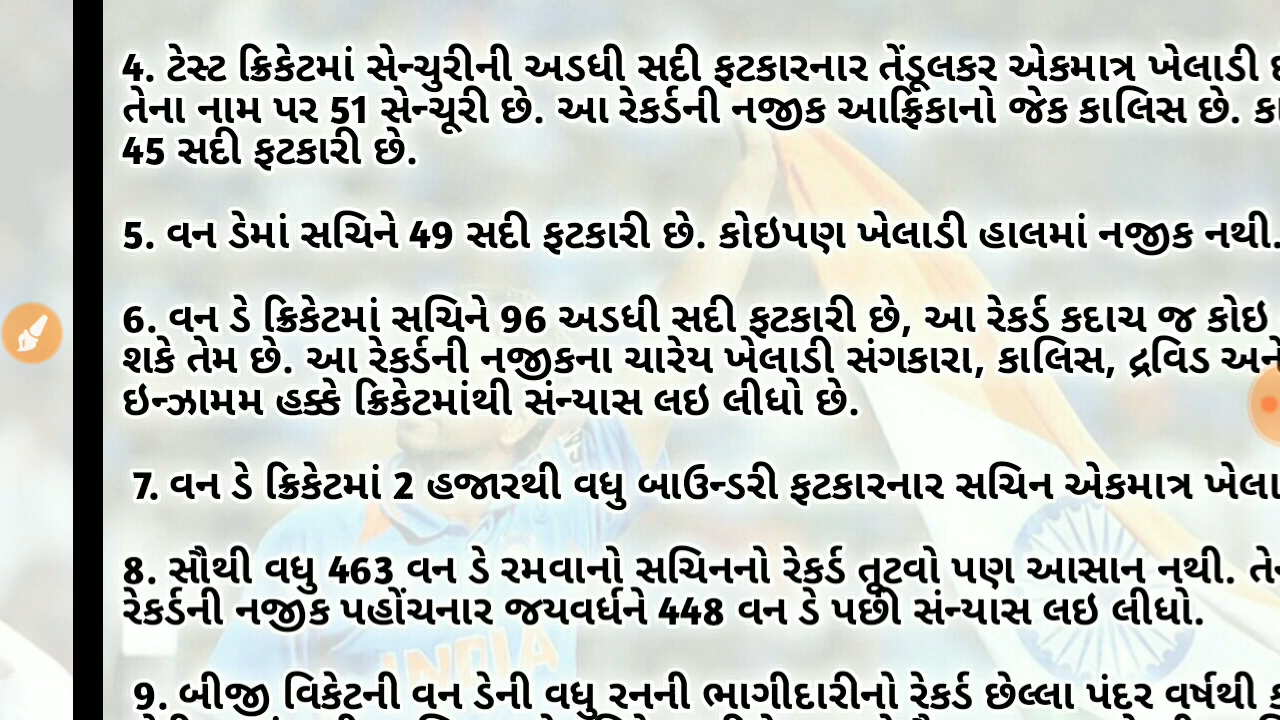 4. ટેસ્ટ ક્રિકેટમાં સેન્ચુરીની અડધી સદી ફટકારનાર તેંડૂલકર એકમાત્ર ખેલાડી
તેના નામ પર 51 સેન્ચૂરી છે. આ રેકર્ડની નજીક આફ્રિકાનો જેક કાલિસ છે.
45 સદી ફટકારી છે.
5. વન ડેમાં સચિને 49 સદી ફટકારી છે. કોઇપણ ખેલાડી હાલમાં નજીક નથી.
6. વન ડે ક્રિકેટમાં સચિને 96 અડધી સદી ફટકારી છે, આ રેકર્ડ કદાચ જ કોઇ
શકે તેમ છે. આ રેકર્ડની નજીકના ચારેય ખેલાડી સંગકારા, કાલિસ, દ્રવિડ અને
ઇન્ઝામમ હક્કે ક્રિકેટમાંથી સંન્યાસ લઇ લીધો છે.
7. વન ડે ક્રિકેટમાં 2 હજારથી વધુ બાઉન્ડરી ફટકારનાર સચિન એકમાત્ર
8. સૌથી વધુ 463 વન ડે રમવાનો સચિનનો રેકર્ડ તૂટવો પણ આસાન નથી.
રેકર્ડની નજીક પહોંચનાર જયવર્ધને 448 વન ડે પછી સંન્યાસ લઇ લીધો.
9. બીજી વિકેટની વન ડેની વધુ રનની ભાગીદારીનો રેકર્ડ છેલ્લા પંદર વર્ષથી
INDIA